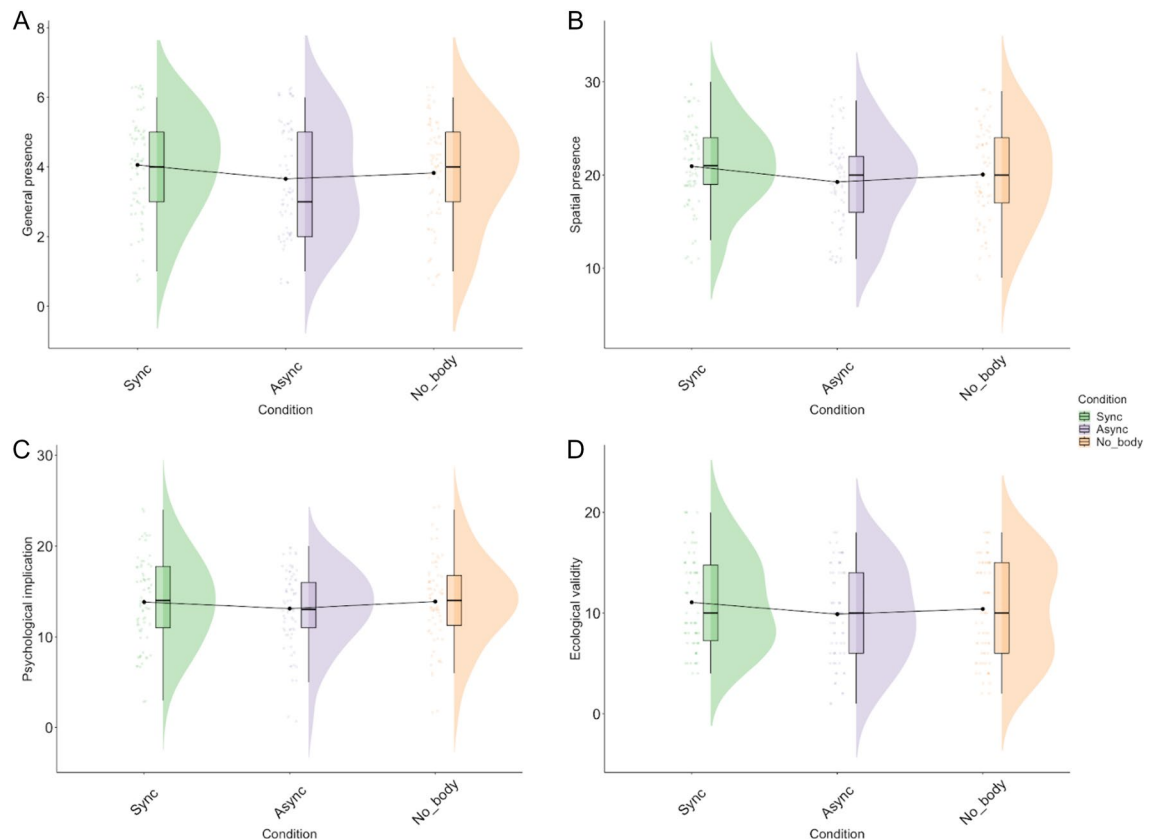 A
General presence
8
6
4
2
0
Sync
Async
No_body
Condition
B
Spatial presence
30
20
10
Sync
Async
No_body
Condition
Condition
Sync
Async
No_body
C
Psychological implication
30
20
10
0
Sync
Async
No_body
Condition
D
Ecological validity
20
10
0
Sync
Async
No_body
Condition